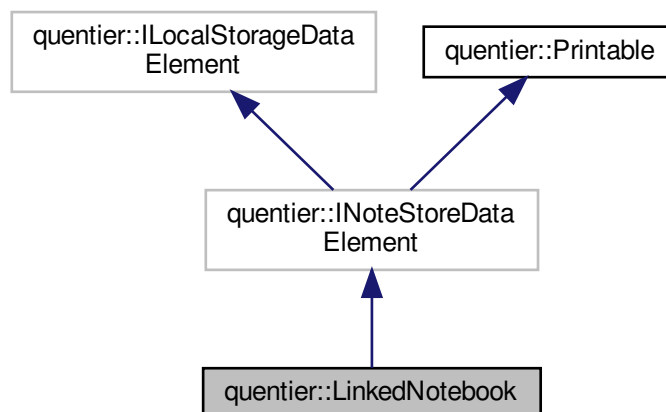 quentier::ILocalStorageData
Element
quentier::Printable
quentier::INoteStoreData
Element
quentier::LinkedNotebook